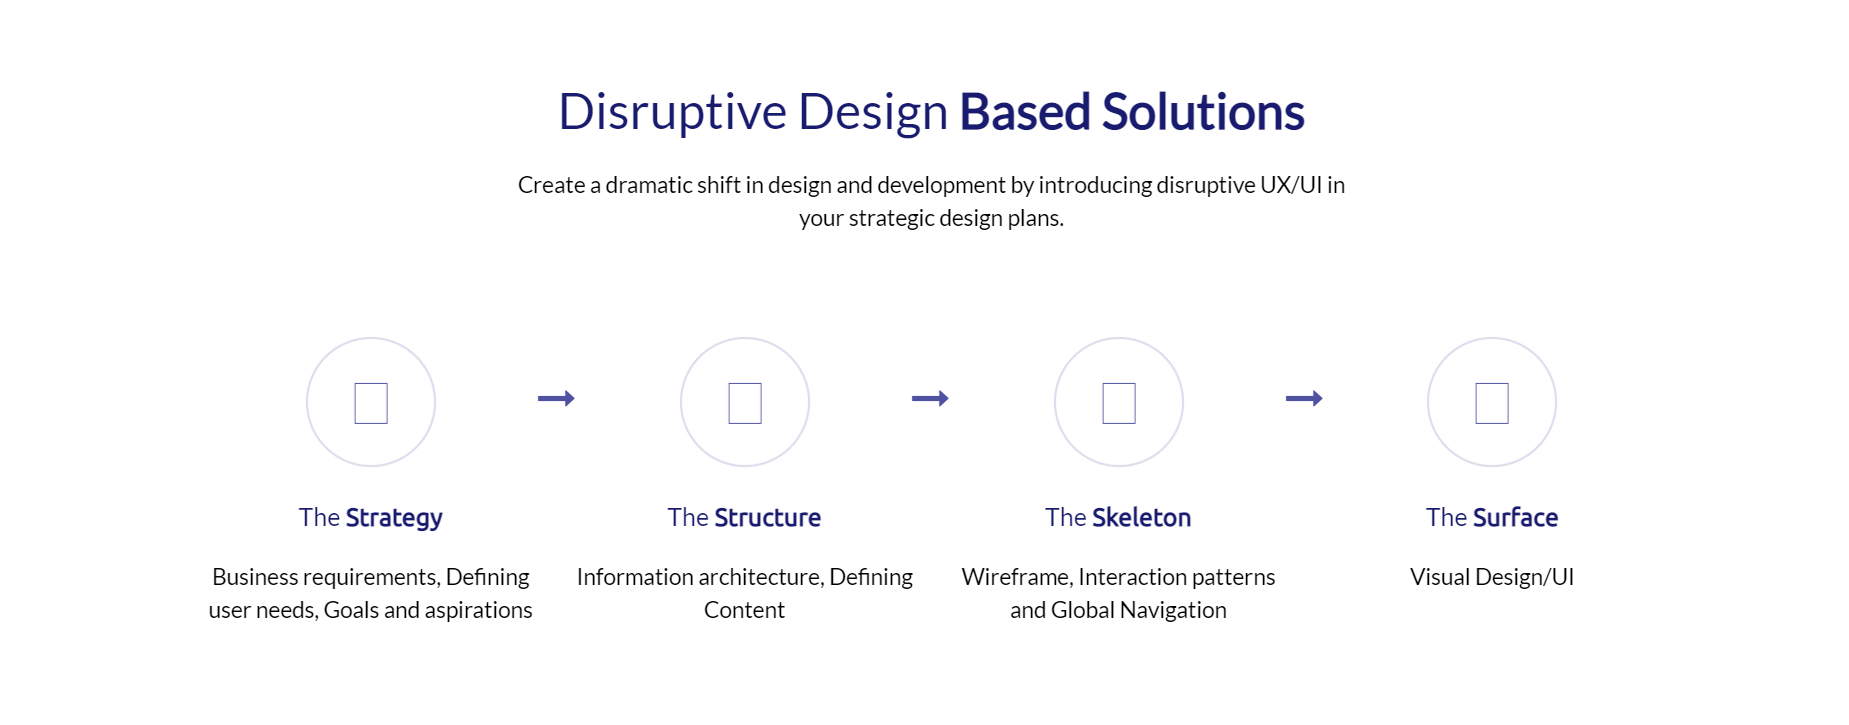 Disruptive Design Based Solutions
Create a dramatic shift in design and development by introducing disruptive UX/UI in
your strategic design plans.
The Strategy
Business requirements, Defining
user needs, Goals and aspirations
The Structure
Information architecture, Defining
Content
The Skeleton
Wireframe, Interaction patterns
and Global Navigation
The Surface
Visual Design/UI